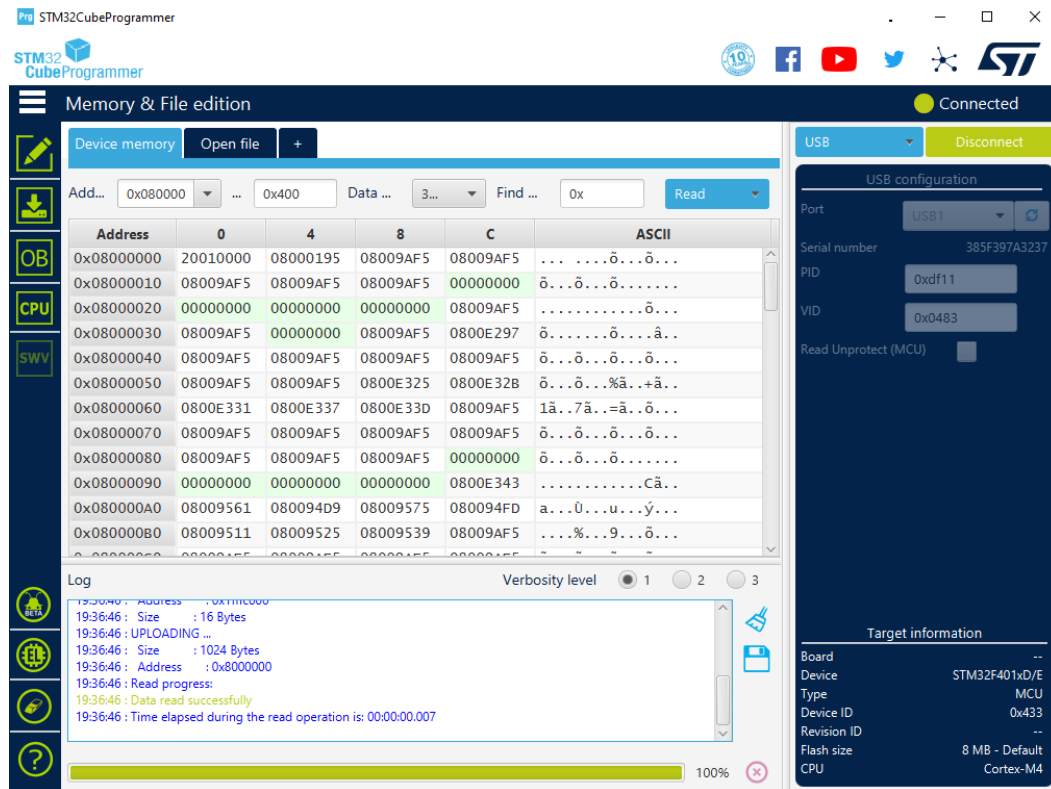 Prg STM32CubeProgrammer
STM32
CubeProgrammer
10
Memory & File edition
Connected
Device memory Open file +
Add... 0x080000 ... 0x400 Data ... 3... Find ... 0x Read
Address 0 4 8 C ASCII
0x08000000 20010000 08000195 08009AF5 08009AF5 ... ....õ...õ...
0x08000010 08009AF5 08009AF5 08009AF5 00000000 õ...õ...õ.......
0x08000020 00000000 00000000 00000000 08009AF5 ............õ...
0x08000030 08009AF5 00000000 08009AF5 0800E297 õ.......õ....â..
0x08000040 08009AF5 08009AF5 08009AF5 08009AF5 õ...õ...õ...õ...
0x08000050 08009AF5 08009AF5 0800E325 0800E32B õ...õ...%ã..+ã..
0x08000060 0800E331 0800E337 0800E33D 08009AF5 1ã..7ã..=ã..õ...
0x08000070 08009AF5 08009AF5 08009AF5 08009AF5 õ...õ...õ...õ...
0x08000080 08009AF5 08009AF5 08009AF5 00000000 õ...õ...õ.......
0x08000090 00000000 00000000 00000000 0800E343 ............Cã..
0x080000A0 08009561 080094D9 08009575 080094FD a...Ù...u...ý...
0x080000B0 08009511 08009525 08009539 08009AF5 ....%...9...õ...
Log Verbosity level 1 2 3
19:36:46 : Size : 16 Bytes
19:36:46 : UPLOADING ...
19:36:46 : Size : 1024 Bytes
19:36:46 : Address : 0x8000000
19:36:46 : Read progress:
19:36:46 : Data read successfully
19:36:46 : Time elapsed during the read operation is: 00:00:00.007
100%
OB
CPU
SWV
BETA
?
USB Disconnect
USB configuration
Port USB1
Serial number 385F397A3237
PID 0xdf11
VID 0x0483
Read Unprotect (MCU)
Target information
Board --
Device STM32F401xD/E
Type MCU
Device ID 0x433
Revision ID --
Flash size 8 MB - Default
CPU Cortex-M4